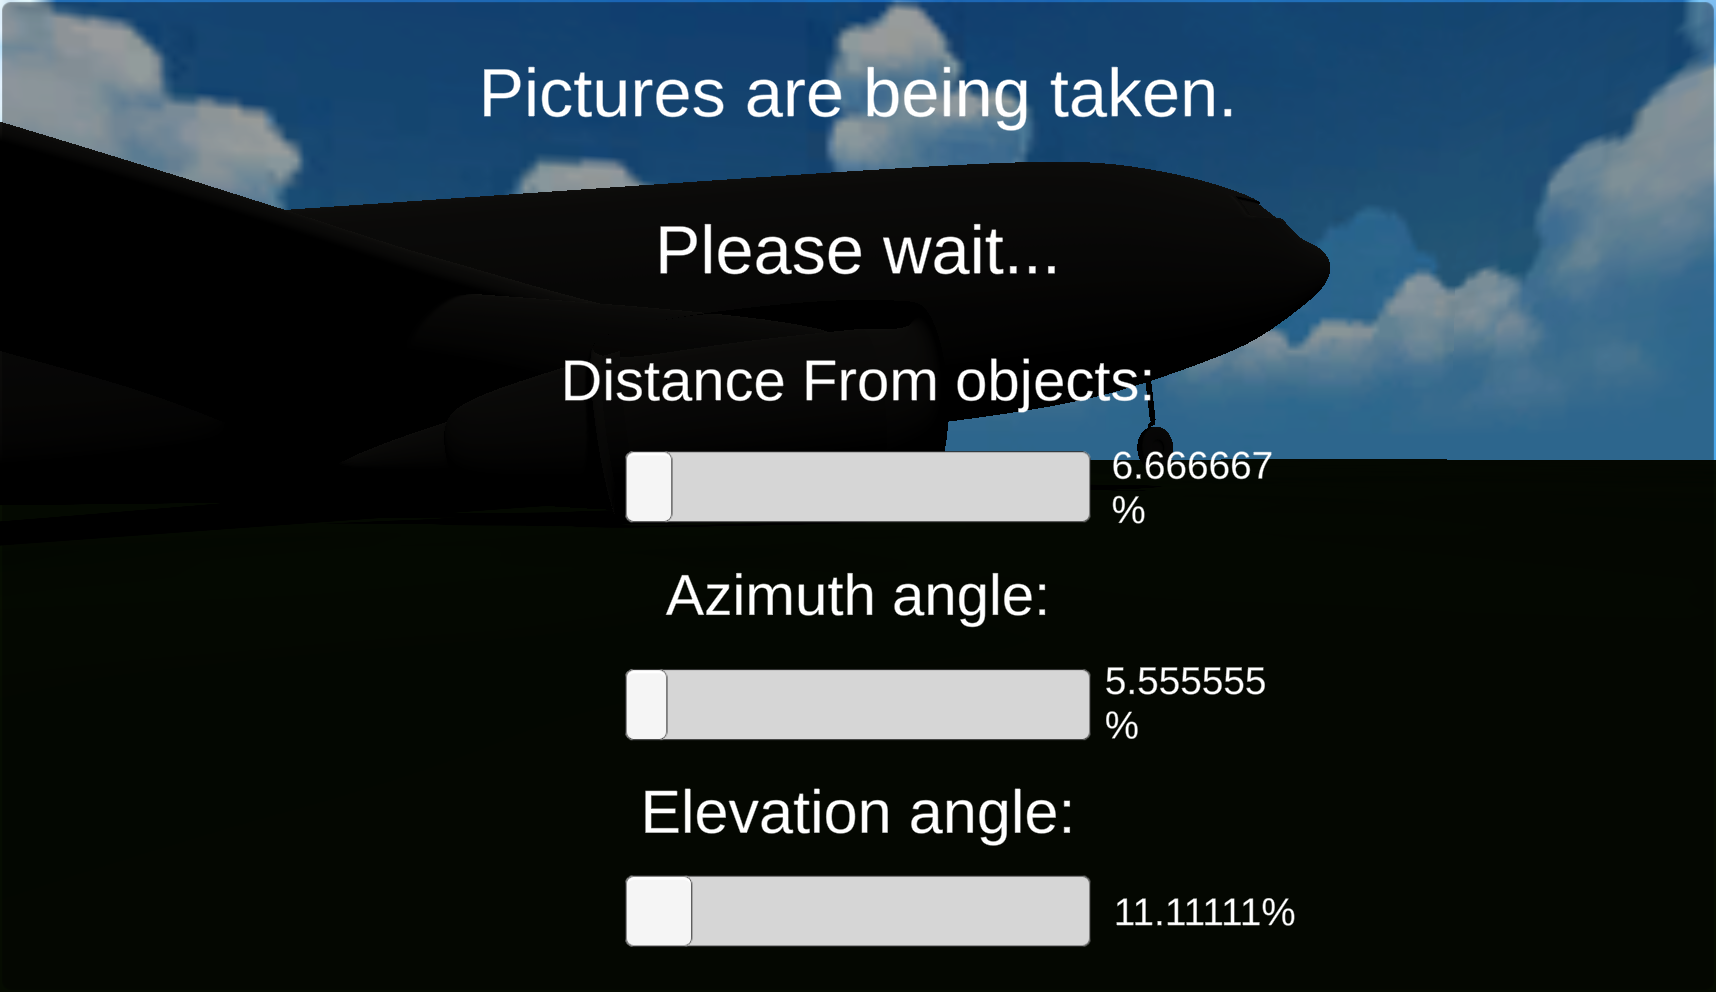 Pictures are being taken.
Please wait...
Distance From objects:
6.666667
%
Azimuth angle:
5.555555
%
Elevation angle:
11.11111%